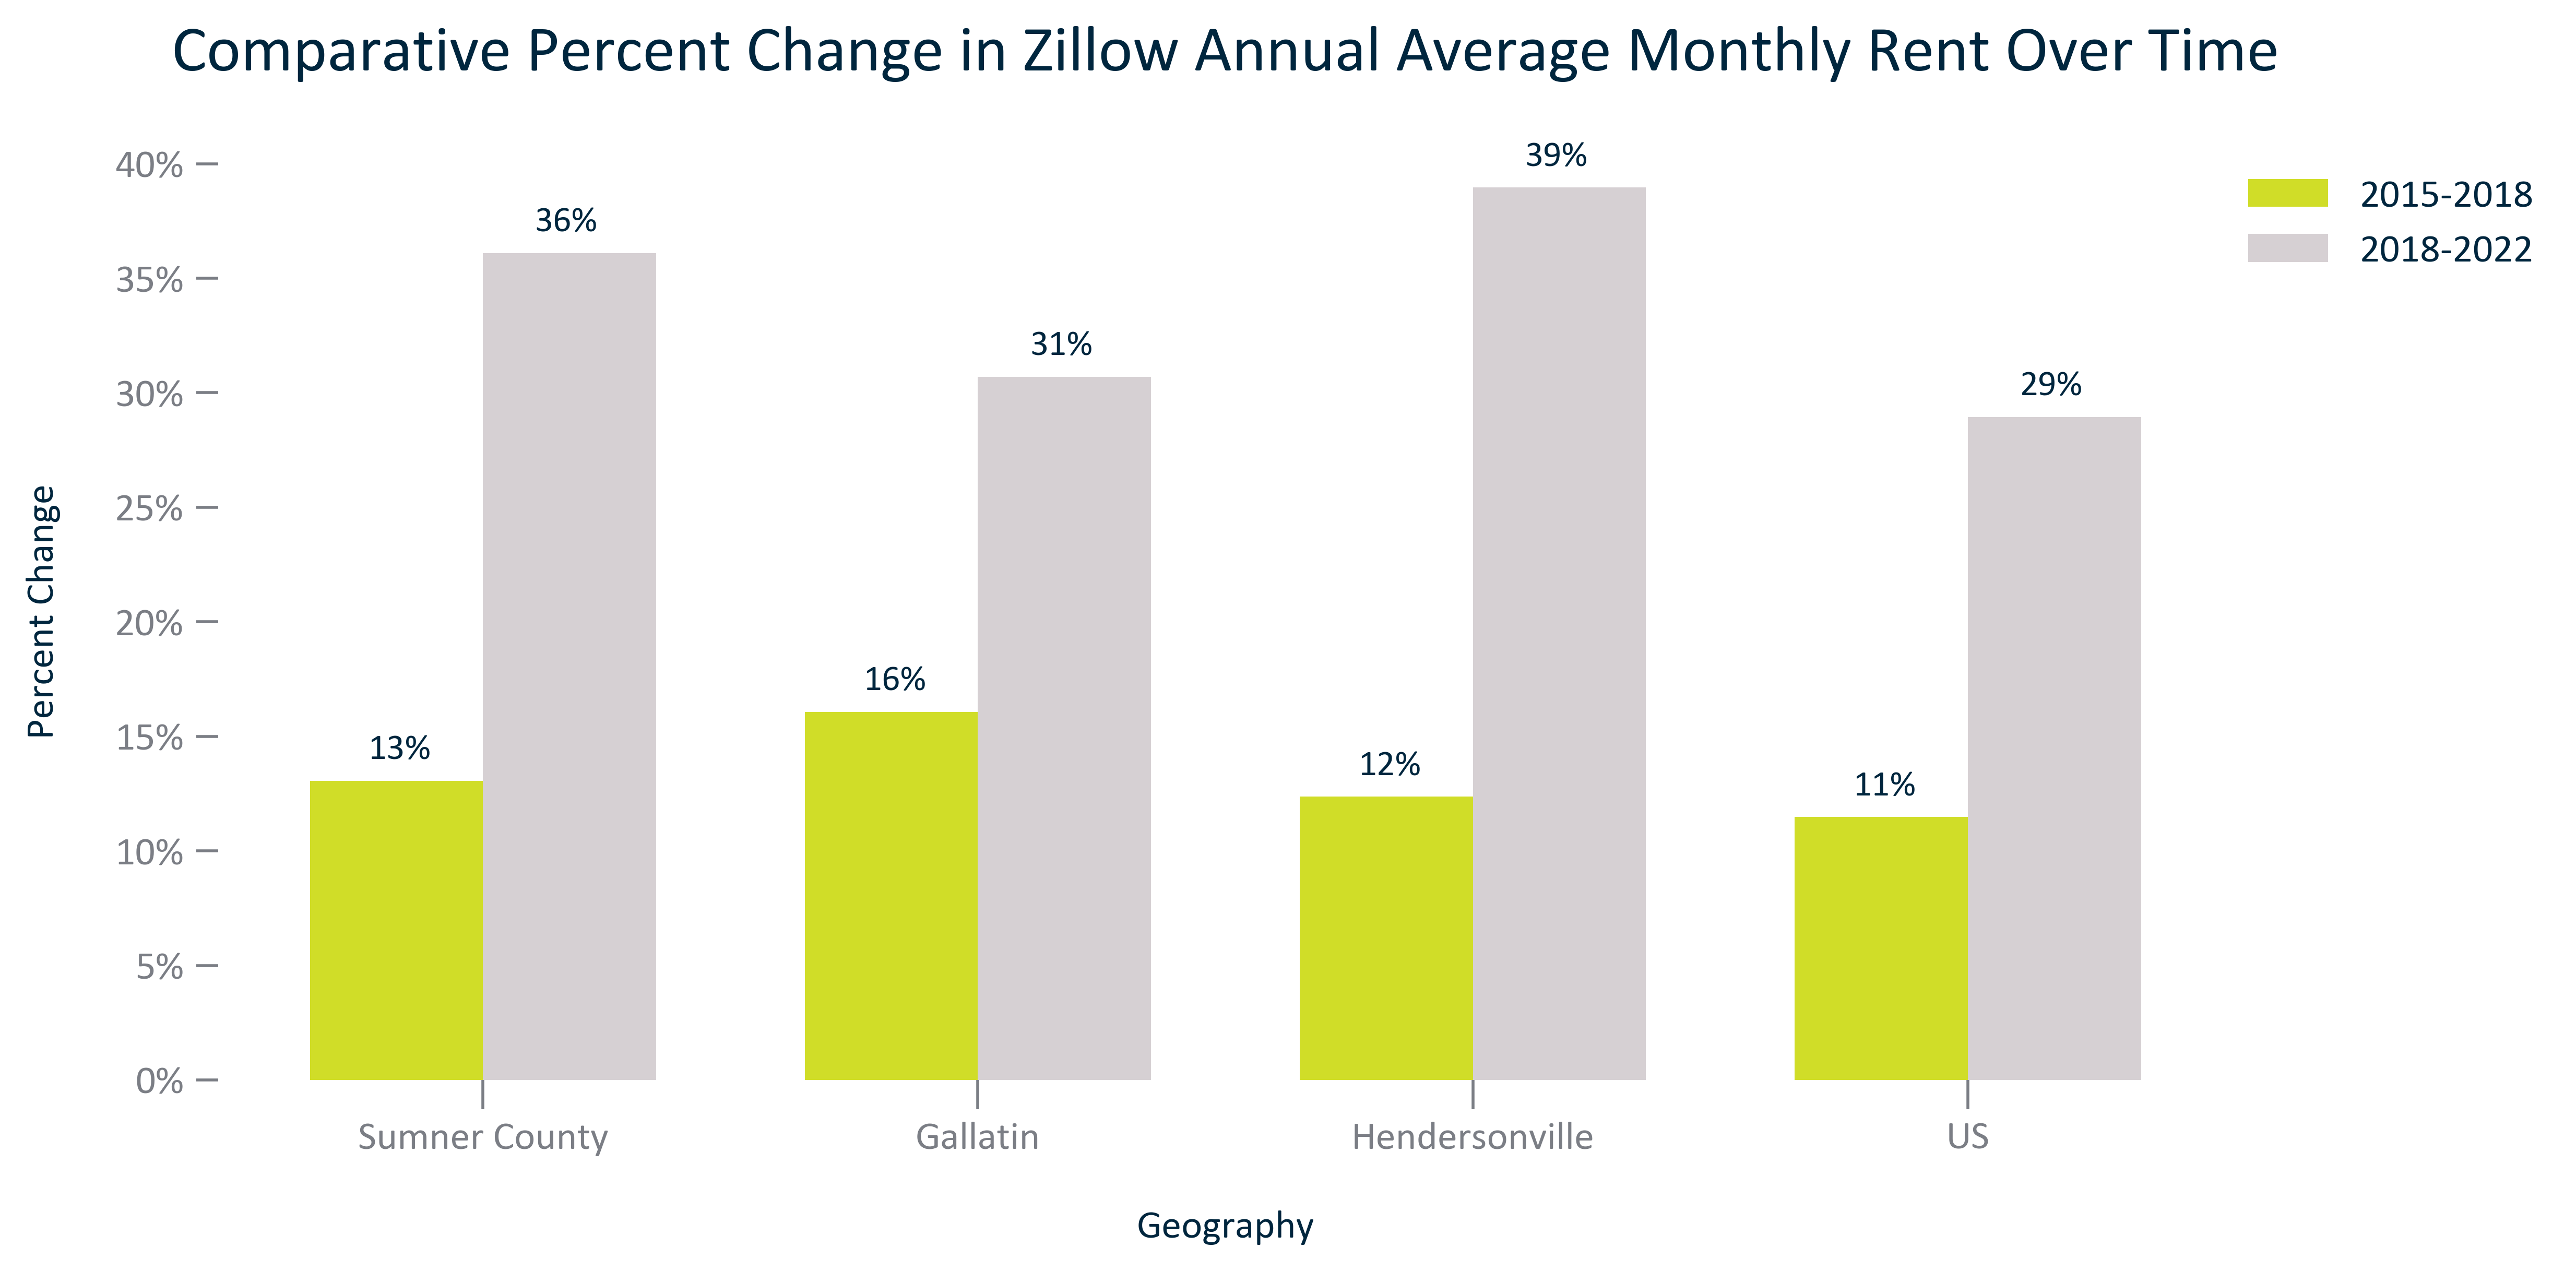 Comparative Percent Change in Zillow Annual Average Monthly Rent Over Time
40%
35%
30%
25%
20%
15%
10%
5%
0%
Percent Change
13%
36%
16%
31%
12%
39%
11%
29%
2015-2018
2018-2022
Sumner County
Gallatin
Hendersonville
US
Geography